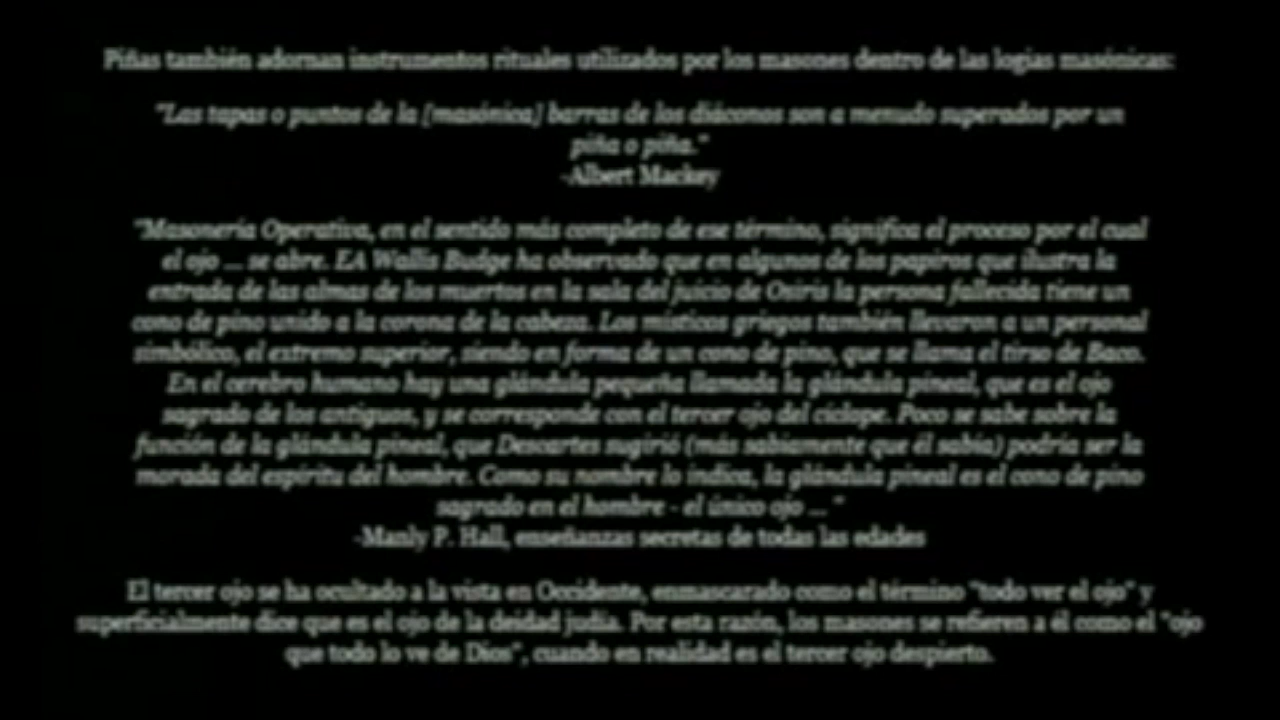 Piñas también adornan instrumentos rituales utilizados por los masones dentro de las logias masónicas:
"Las tapas o puntos de la [masónica] barras de los diáconos son a menudo superados por un
piña o piña."
-Albert Mackey
"Masonería Operativa, en el sentido más completo de ese término, significa el proceso por el cual
el ojo ... se abre. EA Wallis Budge ha observado que en algunos de los papiros que ilustra la
entrada de las almas de los muertos en la sala del juicio de Osiris la persona fallecida tiene un
cono de pino unido a la corona de la cabeza. Los místicos griegos también llevaron a un personal
simbólico, el extremo superior, siendo en forma de un cono de pino, que se llama el tirso de Baco.
En el cerebro humano hay una glándula pequeña llamada la glándula pineal, que es el ojo
sagrado de los antiguos, y se corresponde con el tercer ojo del cíclope. Poco se sabe sobre la
función de la glándula pineal, que Descartes sugirió (más sabiamente que él sabía) podría ser la
morada del espíritu del hombre. Como su nombre lo indica, la glándula pineal es el cono de pino
sagrado en el hombre - el único ojo ... "
-Manly P. Hall, enseñanzas secretas de todas las edades
El tercer ojo se ha ocultado a la vista en Occidente, enmascarado como el término "todo ver el ojo" y
superficialmente dice que es el ojo de la deidad judía. Por esta razón, los masones se refieren a él como el "ojo
que todo lo ve de Dios", cuando en realidad es el tercer ojo despierto.